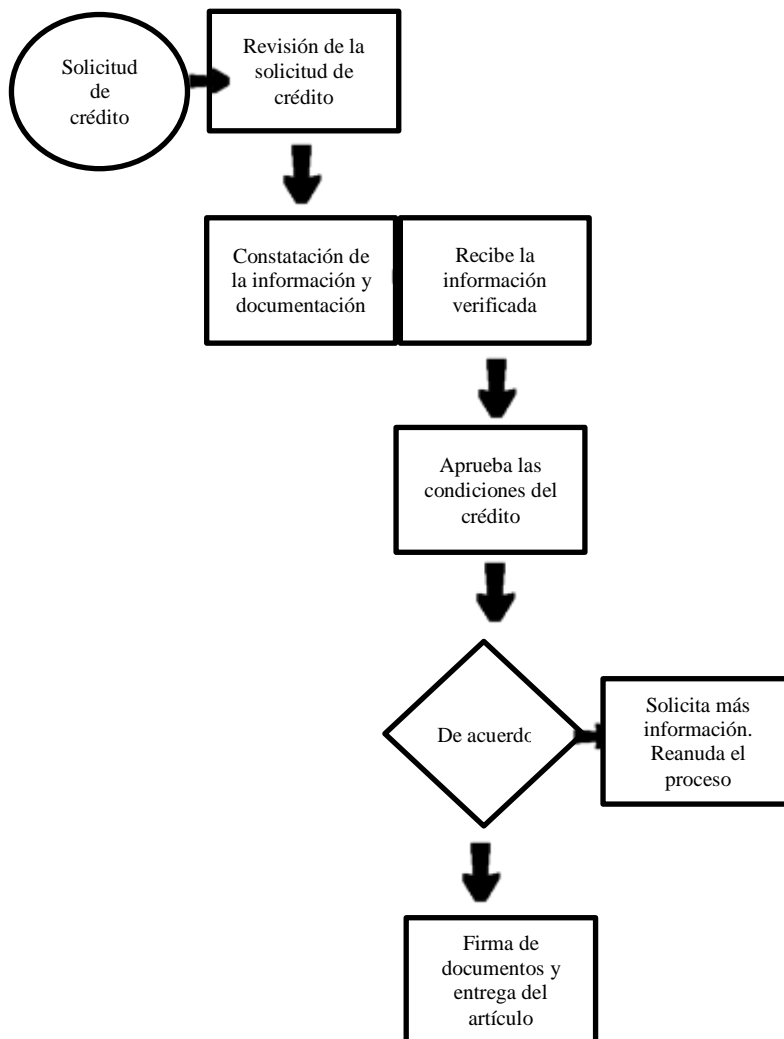 Solicitud
de
crédito
Revisión de la
solicitud de
crédito
Constatación de
la información y
documentación
Recibe la
información
verificada
Aprueba las
condiciones del
crédito
De acuerdo
Solicita más
información.
Reanuda el
proceso
Firma de
documentos y
entrega del
artículo